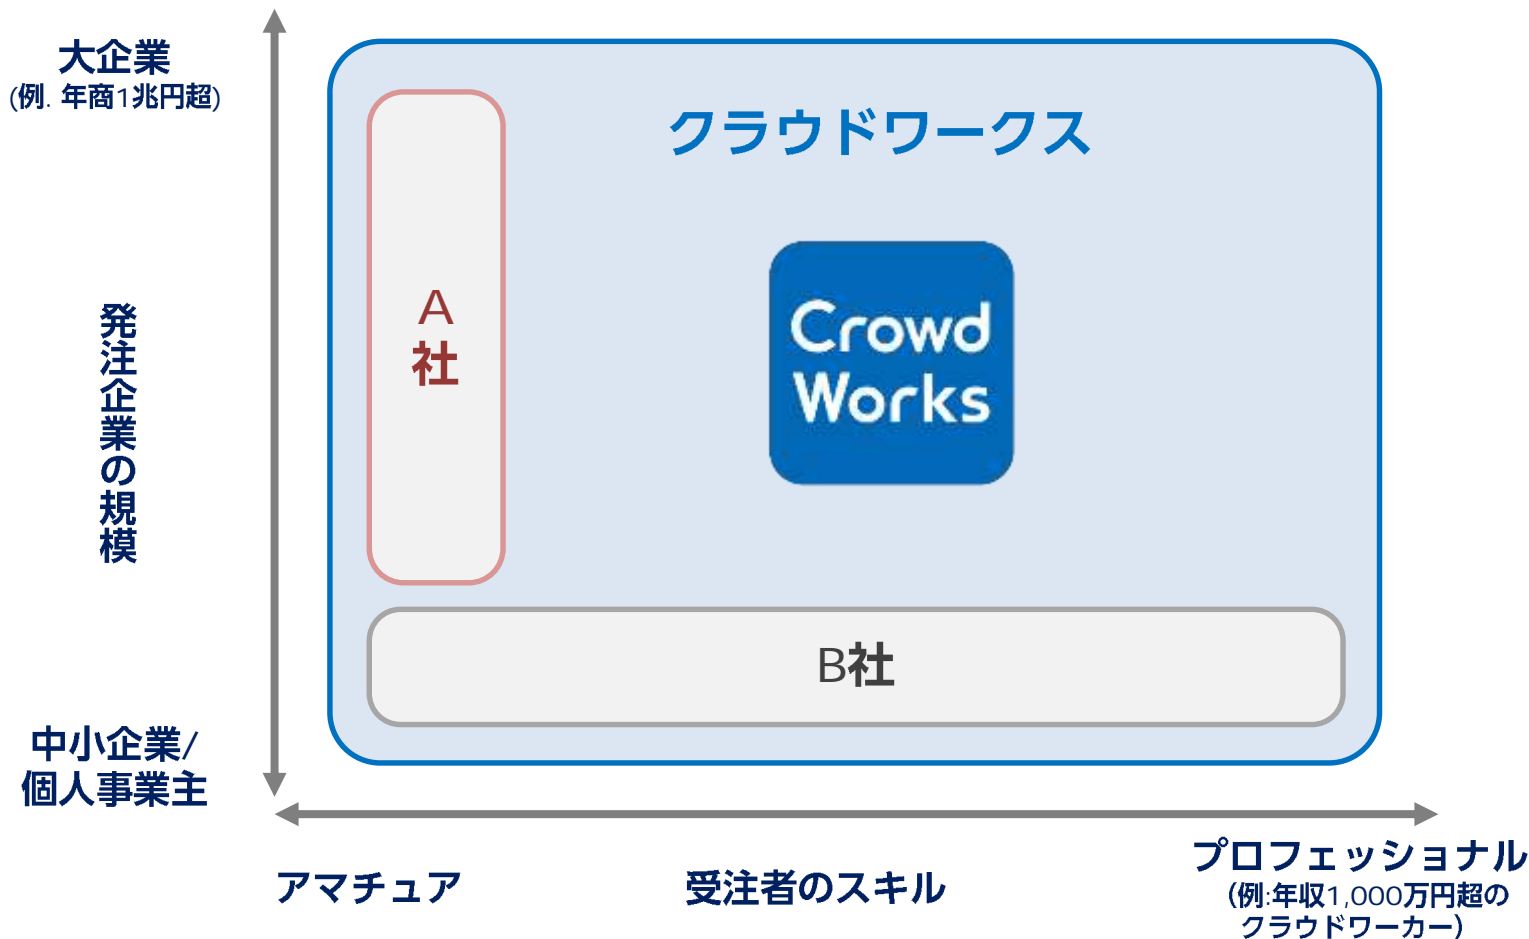 大企業
(例. 年商1兆円超)
クラウドワークス
A
社
Crowd
Works
発注企業の規模
B社
中小企業/
個人事業主
アマチュア
受注者のスキル
プロフェッショナル
(例:年収1,000万円超の
クラウドワーカー)